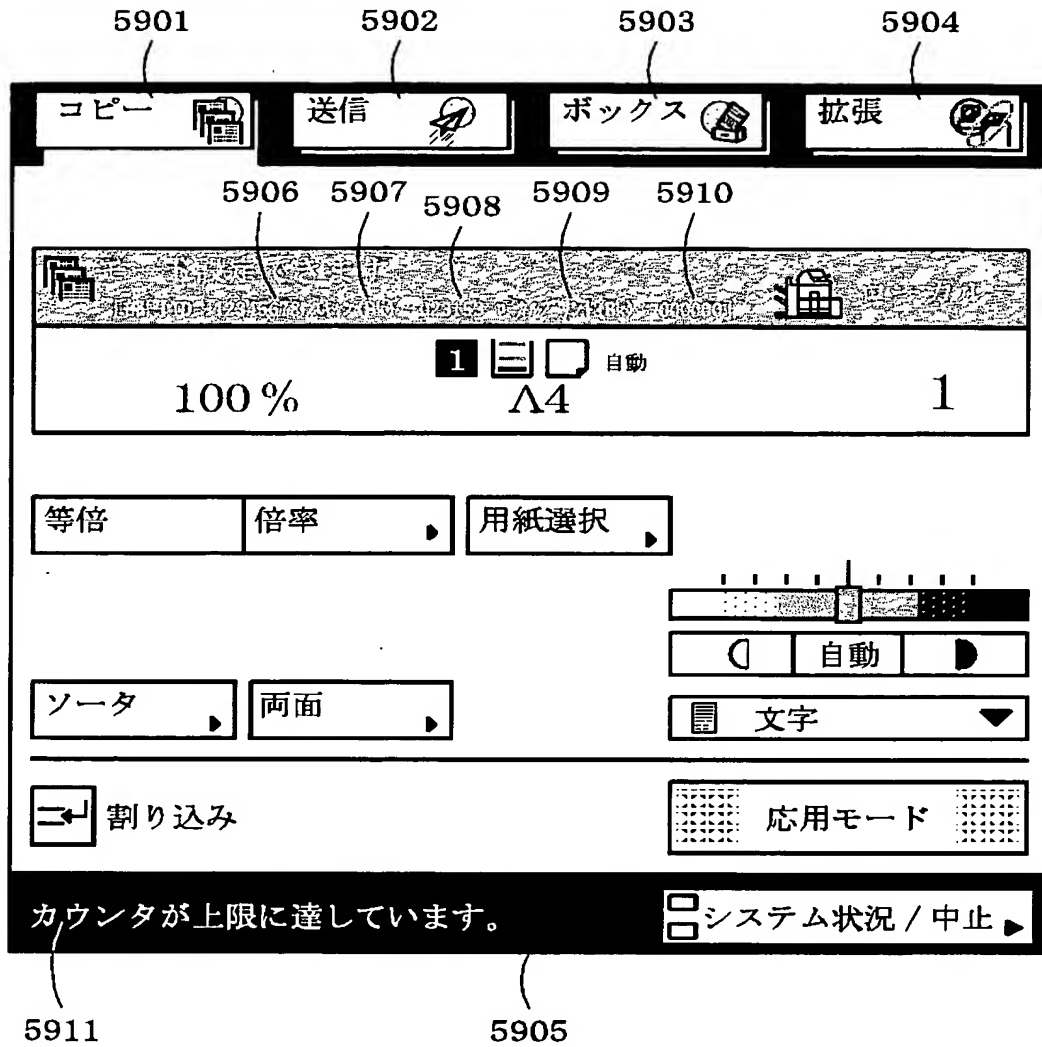 5901 5902 5903 5904
コピー 送信 ボックス 拡張
5906 5907 5908 5909 5910
ローカル
1 自動
100 % A4 1
等倍 倍率 用紙選択
自動
ソータ 両面 文字
割り込み 応用モード
カウンタが上限に達しています。 システム状況 / 中止
5911 5905